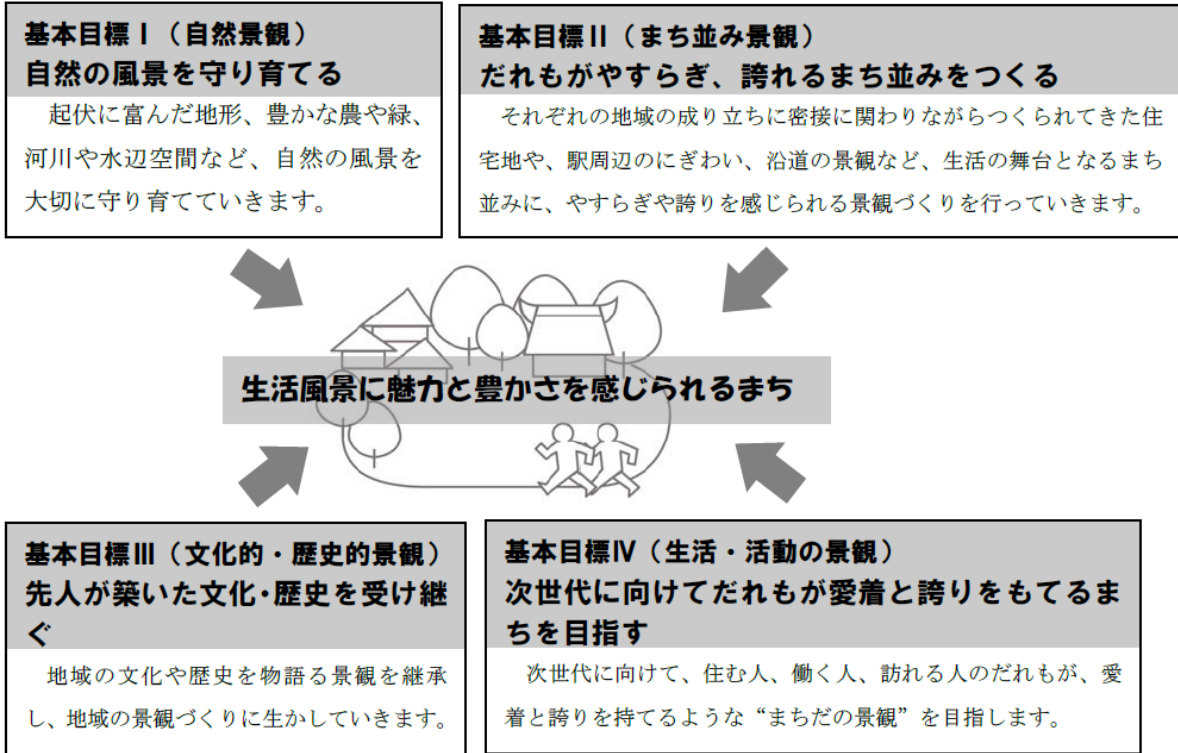 基本目標Ⅰ（自然景観）
自然の風景を守り育てる
起伏に富んだ地形、豊かな農や緑、
河川や水辺空間など、自然の風景を
大切に守り育てていきます。
基本目標Ⅱ（まち並み景観）
だれもがやすらぎ、誇れるまち並みをつくる
それぞれの地域の成り立ちに密接に関わりながらつくられてきた住
宅地や、駅周辺のにぎわい、沿道の景観など、生活の舞台となるまち
並みに、やすらぎや誇りを感じられる景観づくりを行っていきます。
生活風景に魅力と豊かさを感じられるまち
基本目標Ⅲ（文化的・歴史的景観）
先人が築いた文化・歴史を受け継
ぐ
地域の文化や歴史を物語る景観を継承
し、地域の景観づくりに生かしていきます。
基本目標Ⅳ（生活・活動の景観）
次世代に向けてだれもが愛着と誇りをもてるま
ちを目指す
次世代に向けて、住む人、働く人、訪れる人のだれもが、愛
着と誇りを持てるような“まちだの景観”を目指します。